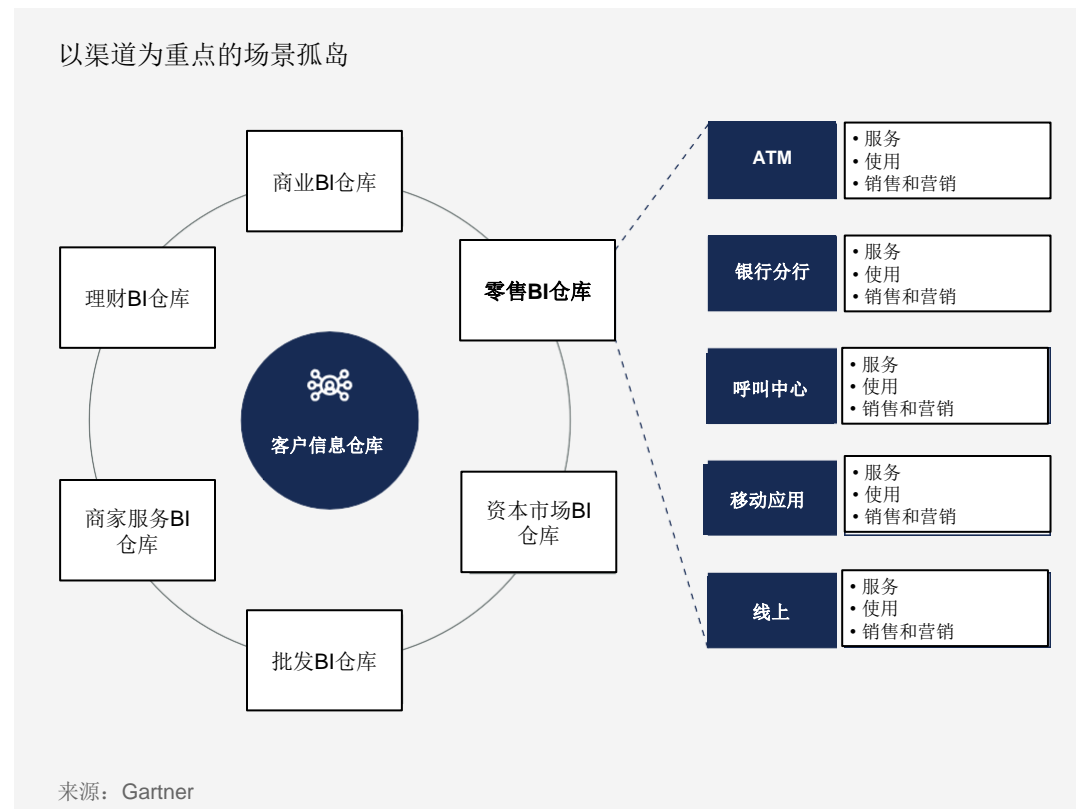 以渠道为重点的场景孤岛
商业BI仓库
理财BI仓库
零售BI仓库
客户信息仓库
商家服务BI
仓库
资本市场BI
仓库
批发BI仓库
ATM
• 服务
• 使用
• 销售和营销
银行分行
• 服务
• 使用
• 销售和营销
呼叫中心
• 服务
• 使用
• 销售和营销
移动应用
• 服务
• 使用
• 销售和营销
线上
• 服务
• 使用
• 销售和营销
来源：Gartner